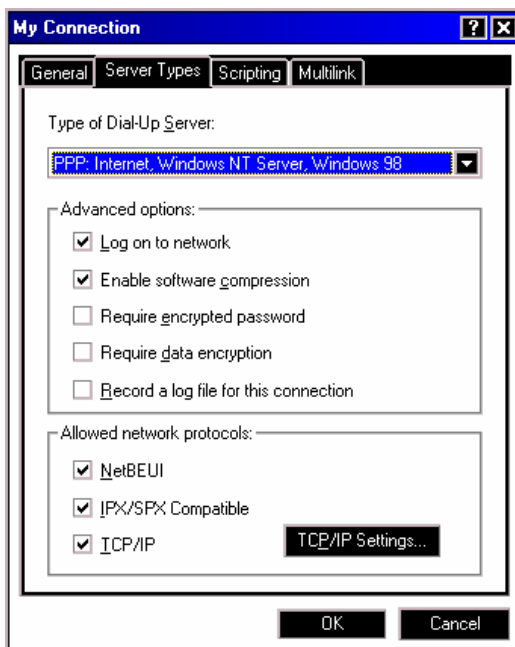 My Connection
General Server Types Scripting Multilink
Type of Dial-Up Server:
PPP: Internet, Windows NT Server, Windows 98
Advanced options:
Log on to network
Enable software compression
Require encrypted password
Require data encryption
Record a log file for this connection
Allowed network protocols:
NetBEUI
IPX/SPX Compatible
TCP/IP TCP/IP Settings...
OK Cancel